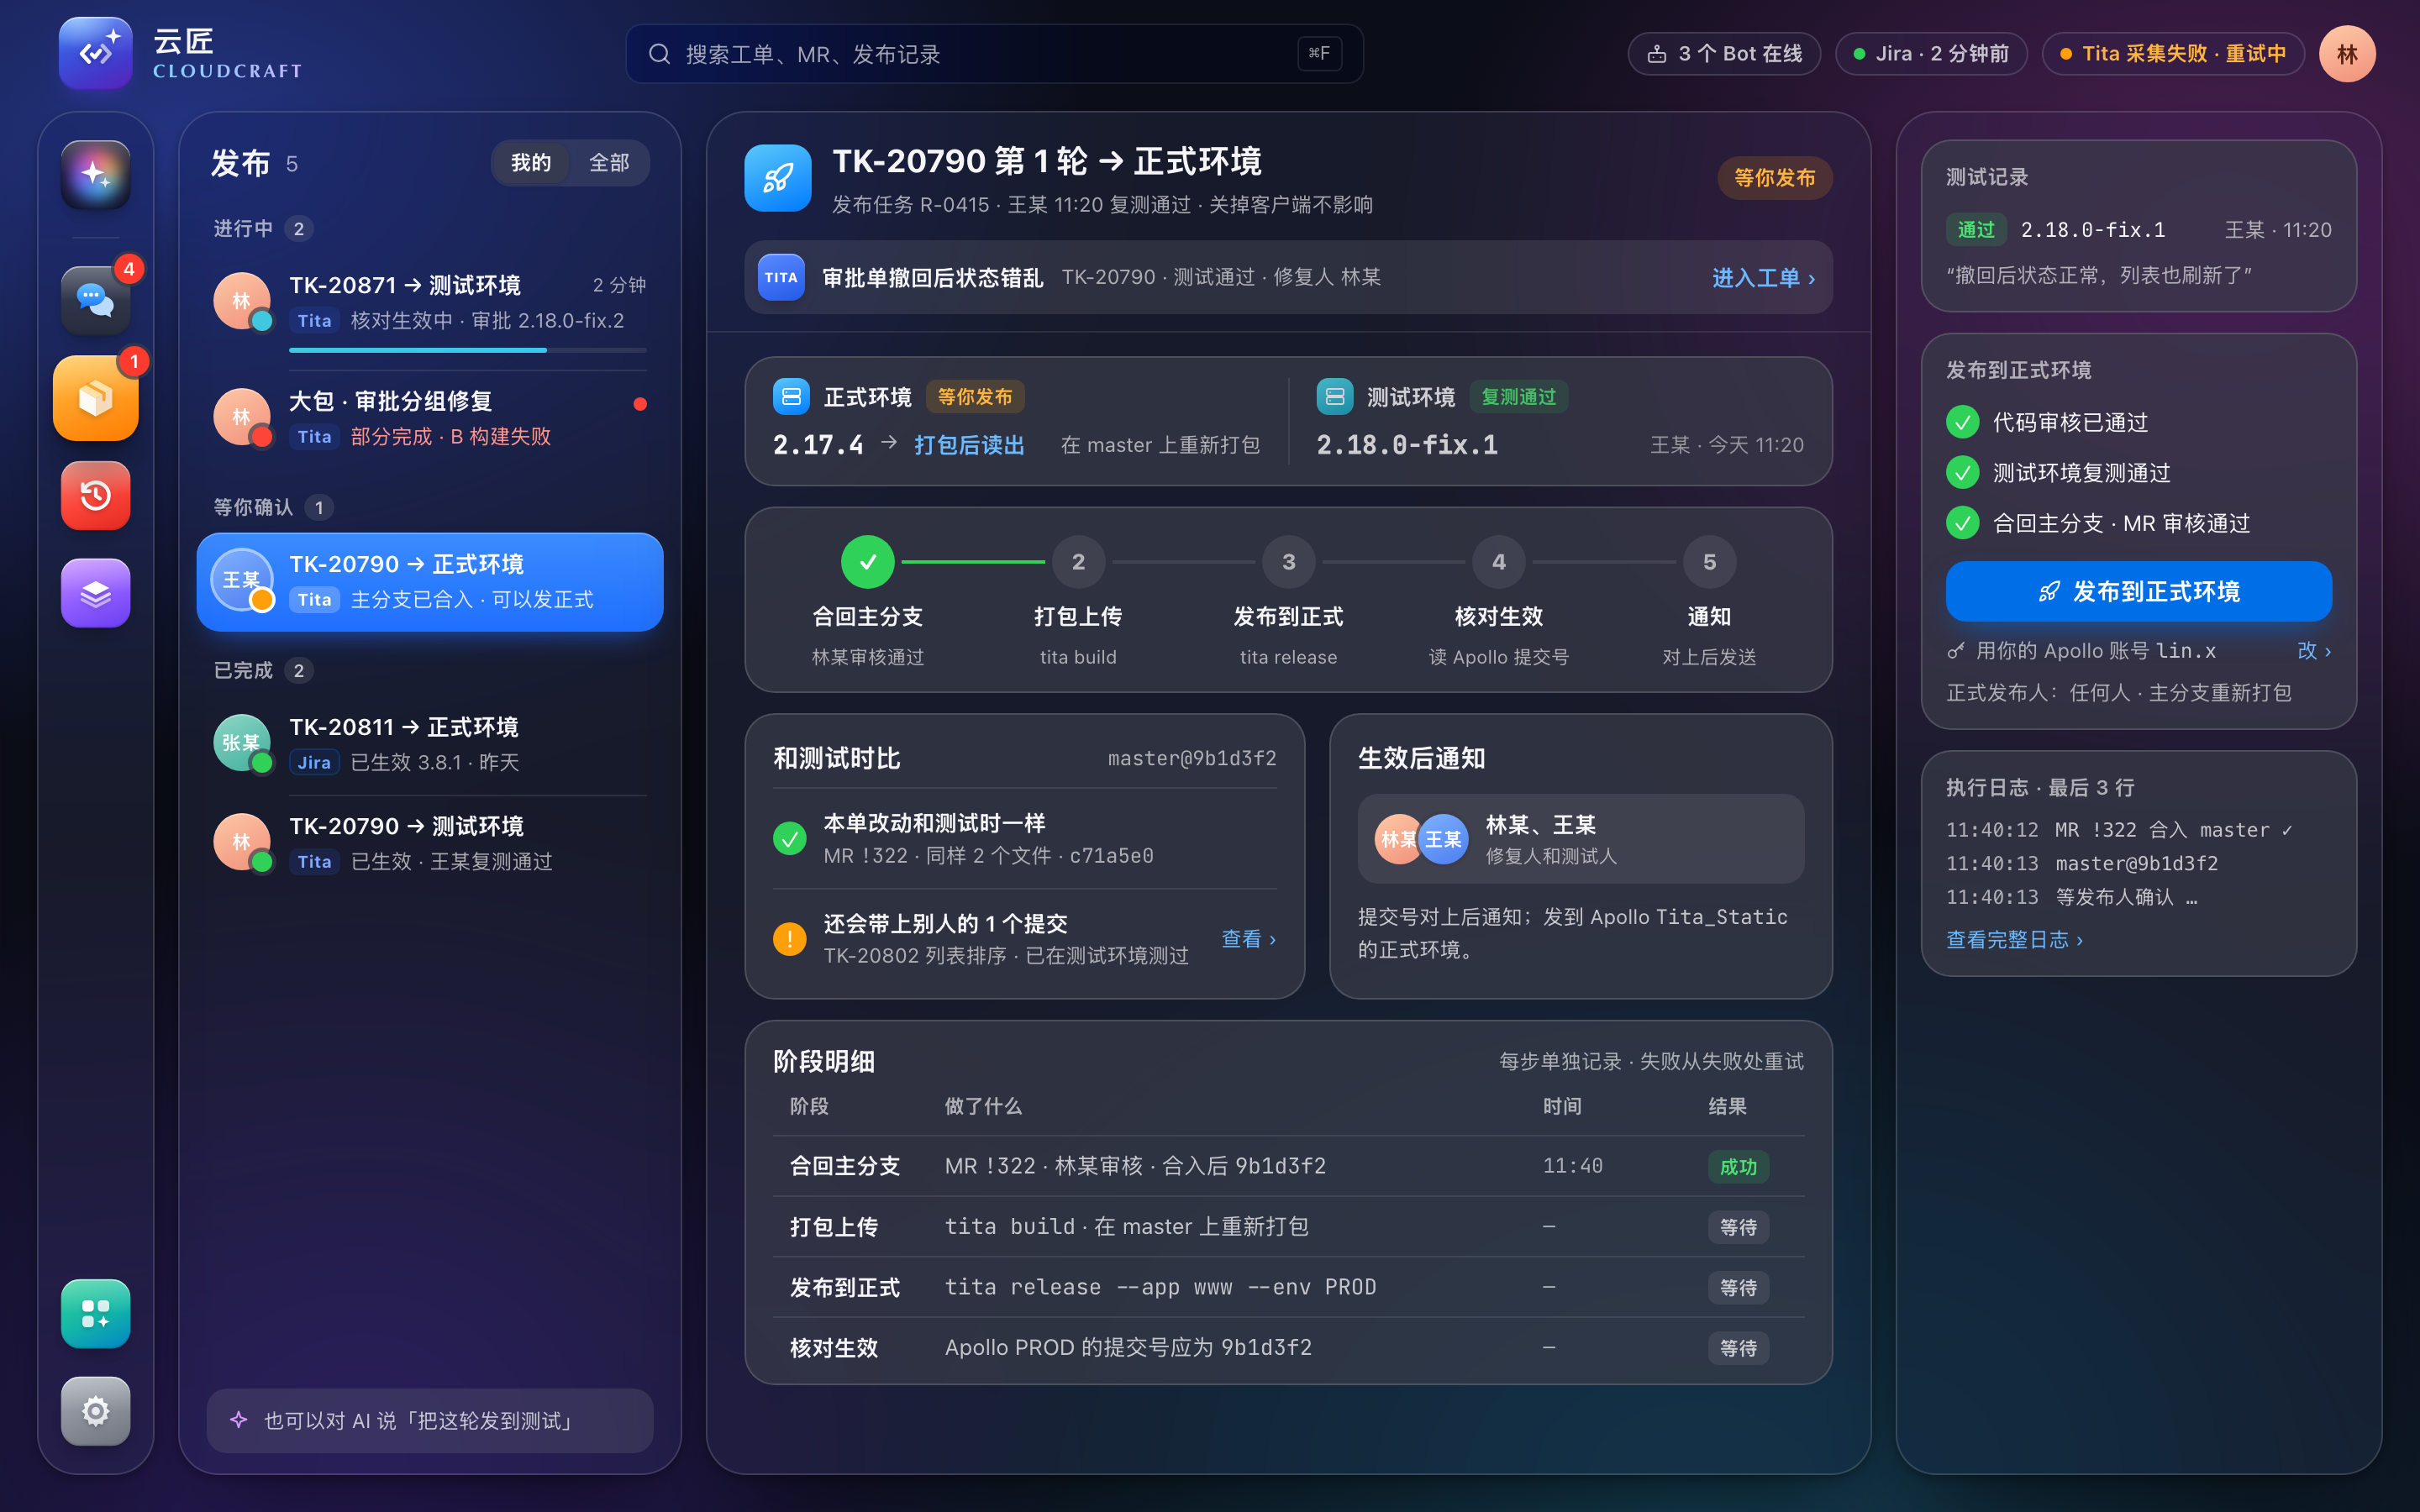 云匠
CLOUDCRAFT
搜索工单、MR、发布记录
⌘F
3 个 Bot 在线
Jira · 2 分钟前
Tita 采集失败 · 重试中
林
4
1
发布 5
我的
全部
进行中 2
林
TK-20871 → 测试环境
2 分钟
Tita 核对生效中 · 审批 2.18.0-fix.2
林
大包 · 审批分组修复
Tita 部分完成 · B 构建失败
等你确认 1
王某
TK-20790 → 正式环境
Tita 主分支已合入 · 可以发正式
已完成 2
张某
TK-20811 → 正式环境
Jira 已生效 3.8.1 · 昨天
林
TK-20790 → 测试环境
Tita 已生效 · 王某复测通过
也可以对 AI 说「把这轮发到测试」
TK-20790 第 1 轮 → 正式环境
发布任务 R-0415 · 王某 11:20 复测通过 · 关掉客户端不影响
等你发布
TITA 审批单撤回后状态错乱 TK-20790 · 测试通过 · 修复人 林某 进入工单 ›
正式环境 等你发布
2.17.4 → 打包后读出 在 master 上重新打包
测试环境 复测通过
2.18.0-fix.1 王某 · 今天 11:20
2 3 4 5
合回主分支 打包上传 发布到正式 核对生效 通知
林某审核通过 tita build tita release 读 Apollo 提交号 对上后发送
和测试时比 master@9b1d3f2
本单改动和测试时一样
MR !322 · 同样 2 个文件 · c71a5e0
还会带上别人的 1 个提交
TK-20802 列表排序 · 已在测试环境测过
查看 ›
生效后通知
林某 王某
林某、王某
修复人和测试人
提交号对上后通知；发到 Apollo Tita_Static
的正式环境。
阶段明细 每步单独记录 · 失败从失败处重试
阶段 做了什么 时间 结果
合回主分支 MR !322 · 林某审核 · 合入后 9b1d3f2 11:40 成功
打包上传 tita build · 在 master 上重新打包 — 等待
发布到正式 tita release --app www --env PROD — 等待
核对生效 Apollo PROD 的提交号应为 9b1d3f2 — 等待
测试记录
通过 2.18.0-fix.1 王某 · 11:20
“撤回后状态正常，列表也刷新了”
发布到正式环境
代码审核已通过
测试环境复测通过
合回主分支 · MR 审核通过
发布到正式环境
用你的 Apollo 账号 lin.x 改 ›
正式发布人：任何人 · 主分支重新打包
执行日志 · 最后 3 行
11:40:12 MR !322 合入 master ✓
11:40:13 master@9b1d3f2
11:40:13 等发布人确认 …
查看完整日志 ›